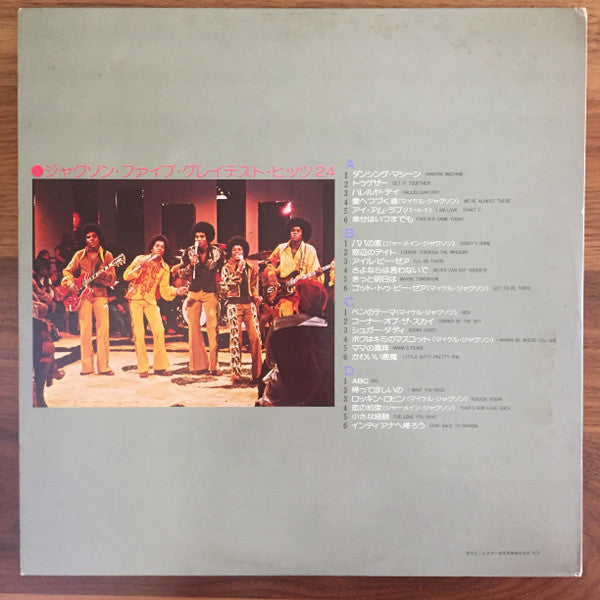 ●ジャクソン・ファイブ・グレイテスト・ヒッツ24
A
1 ダンシング・マシーン DANCING MACHINE
2 トゥゲザー GET IT TOGETHER
3 ハレルヤ・デイ HALLELUJAH DAY
4 愛へつづく道(マイケル・ジャクソン) WE'RE ALMOST THERE
5 アイ・アム・ラブ(パート1) I AM LOVE (PART I)
6 幸せはいつまでも FOREVER CAME TODAY
B
1 パパの家(ジャーメイン・ジャクソン) DADDY'S HOME
2 窓辺のデイト LOOKIN' THROUGH THE WINDOWS
3 アイル・ビー・ゼア I'LL BE THERE
4 さよならは言わないで NEVER CAN SAY GOODBYE
5 きっと明日は MAYBE TOMORROW
6 ゴット・トゥ・ビー・ゼア(マイケル・ジャクソン) GOT TO BE THERE
C
1 ベンのテーマ(マイケル・ジャクソン) BEN
2 コーナー・オブ・ザ・スカイ CORNER OF THE SKY
3 シュガー・ダディ SUGAR DADDY
4 ボクはキミのマスコット(マイケル・ジャクソン) I WANNA BE WHERE YOU ARE
5 ママの真珠 MAMA'S PEARL
6 かわいい悪魔 LITTLE BITTY PRETTY ONE
D
1 ABC ABC
2 帰ってほしいの I WANT YOU BACK
3 ロッキン・ロビン(マイケル・ジャクソン) ROCKIN' ROBIN
4 恋の約束(ジャーメイン・ジャクソン) THAT'S HOW LOVE GOES
5 小さな経験 THE LOVE YOU SAVE
6 インディアナへ帰ろう GOIN' BACK TO INDIANA